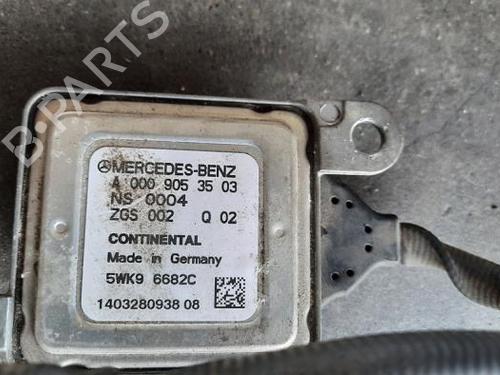 B-PARTS
MERCEDES-BENZ
A 000 905 35 03
NS 0004
ZGS 002 Q 02
CONTINENTAL
Made in Germany
5WK9 6682C
1403280938 08